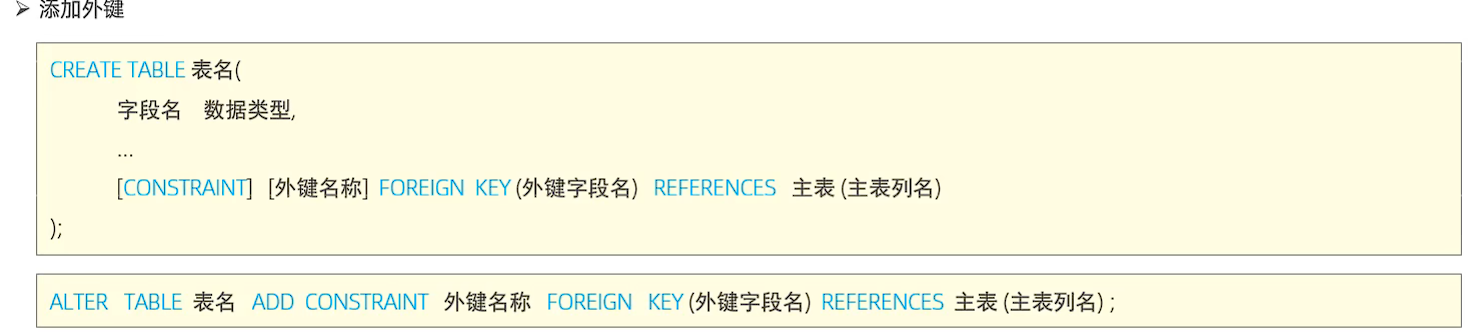 ➢ 添加外键
CREATE TABLE 表名(
字段名 数据类型,
...
[CONSTRAINT] [外键名称] FOREIGN KEY (外键字段名) REFERENCES 主表 (主表列名)
);
ALTER TABLE 表名 ADD CONSTRAINT 外键名称 FOREIGN KEY (外键字段名) REFERENCES 主表 (主表列名) ;